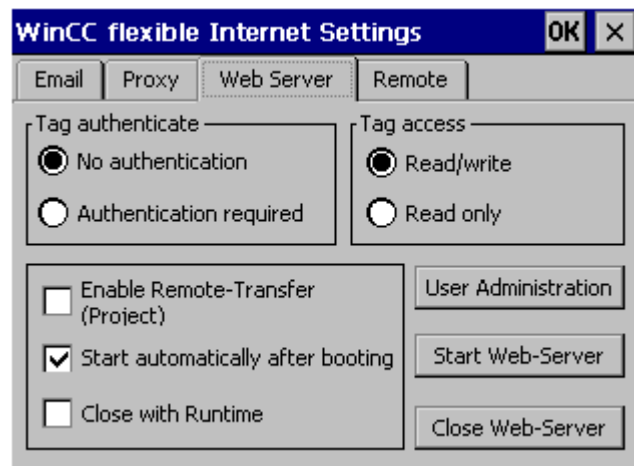 WinCC flexible Internet Settings OK ×
Email Proxy Web Server Remote
Tag authenticate
No authentication
Authentication required
Tag access
Read/write
Read only
Enable Remote-Transfer
(Project)
Start automatically after booting
Close with Runtime
User Administration
Start Web-Server
Close Web-Server